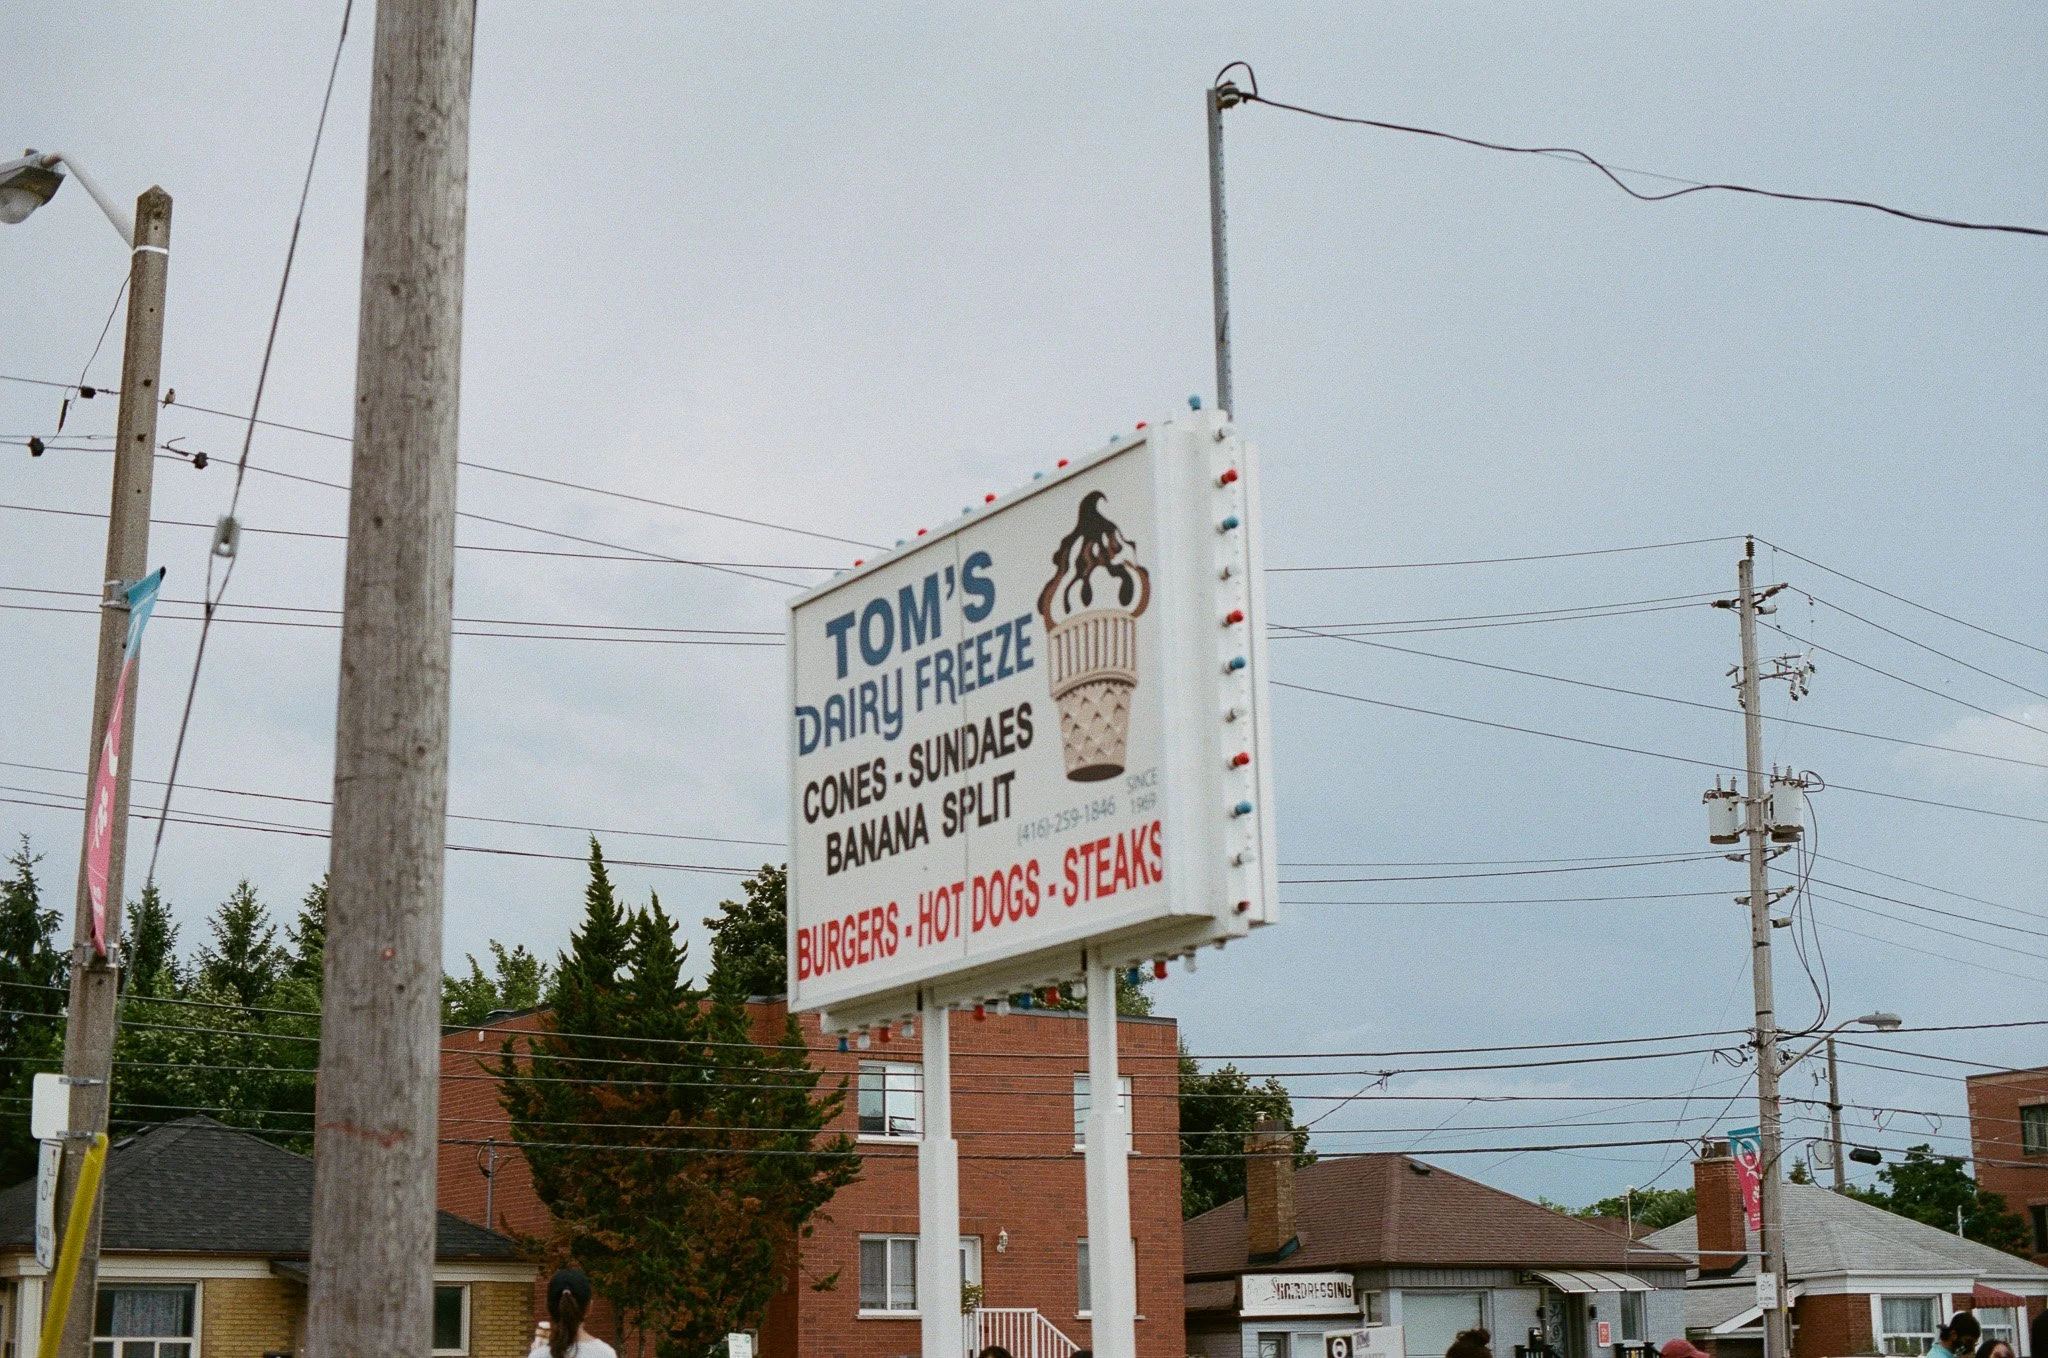 TOM'S
DAIRY FREEZE
CONES - SUNDAES
BANANA SPLIT
SINCE
1969
(416)-259-1846
BURGERS - HOT DOGS - STEAKS
HAIRDRESSING